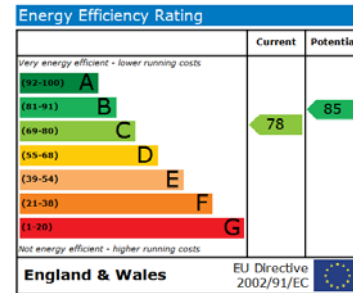 Energy Efficiency Rating
Current Potentia
Very energy efficient - lower running costs
(92-100) A
(81-91) B
85
(69-80) C
78
(55-68) D
(39-54) E
(21-38) F
(1-20) G
Not energy efficient - higher running costs
England & Wales
EU Directive
2002/91/EC